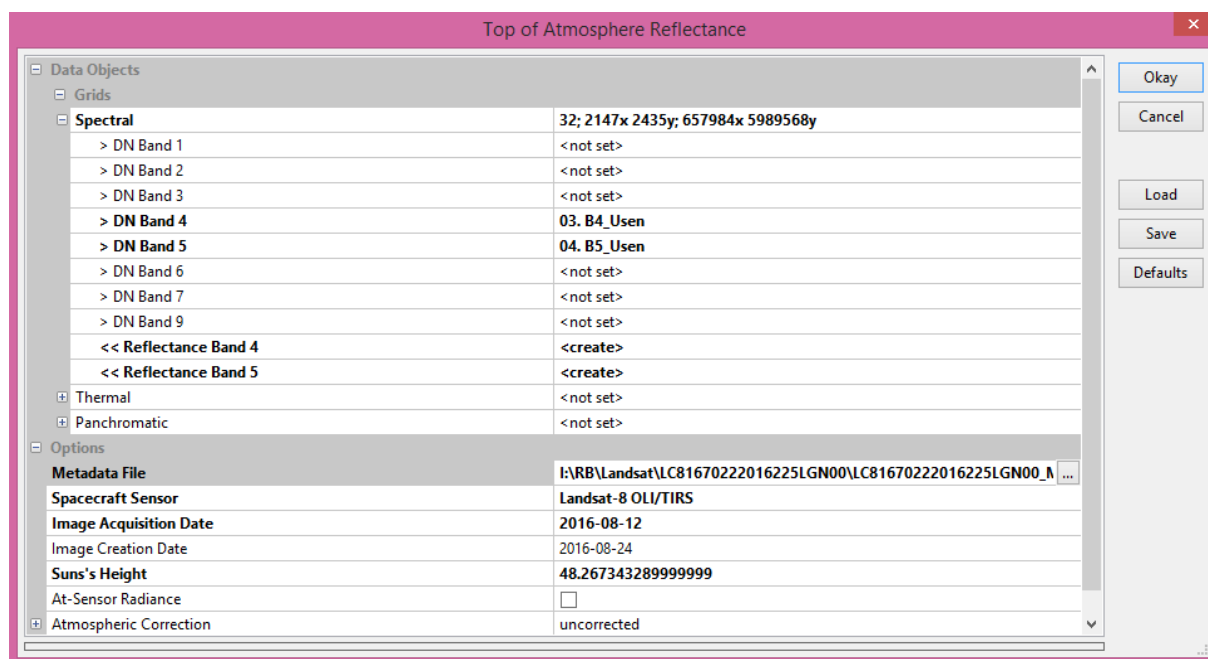 Top of Atmosphere Reflectance
Data Objects
Grids
Spectral 32; 2147x 2435y; 657984x 5989568y
> DN Band 1 <not set>
> DN Band 2 <not set>
> DN Band 3 <not set>
> DN Band 4 03. B4_Usen
> DN Band 5 04. B5_Usen
> DN Band 6 <not set>
> DN Band 7 <not set>
> DN Band 9 <not set>
<< Reflectance Band 4 <create>
<< Reflectance Band 5 <create>
Thermal <not set>
Panchromatic <not set>
Options
Metadata File I:\RB\Landsat\LC81670222016225LGN00\LC81670222016225LGN00_M ...
Spacecraft Sensor Landsat-8 OLI/TIRS
Image Acquisition Date 2016-08-12
Image Creation Date 2016-08-24
Suns's Height 48.267343289999999
At-Sensor Radiance
Atmospheric Correction uncorrected
Okay
Cancel
Load
Save
Defaults